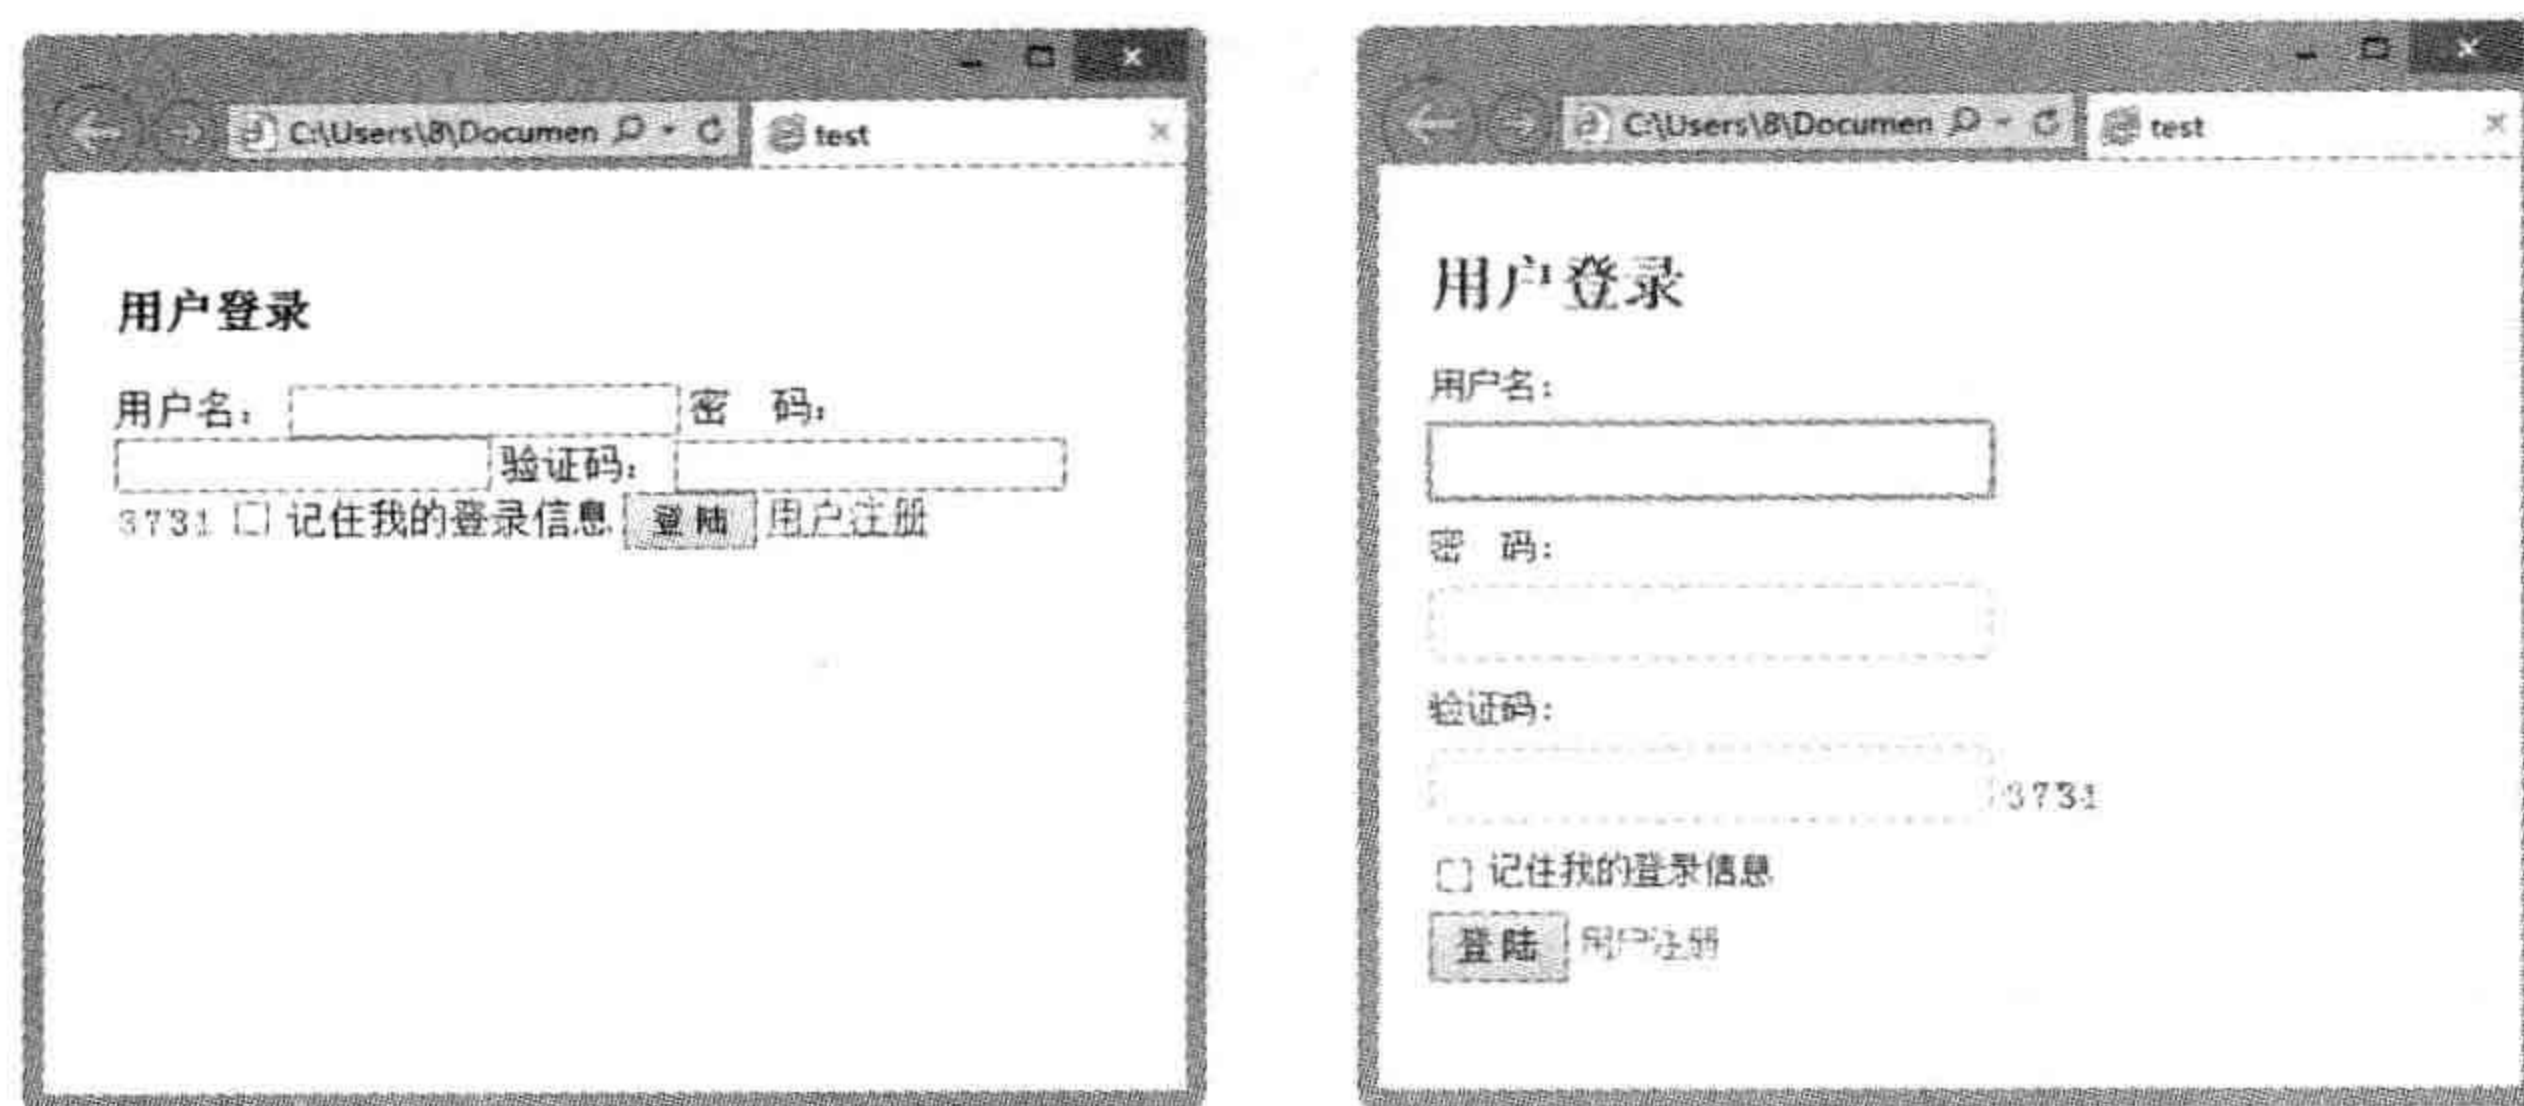 C:\Users\8\Documen
test
用户登录
用户名：
密 码：
验证码：
3731
记住我的登录信息
登陆
用户注册
C:\Users\8\Documen
test
用户登录
用户名：
密 码：
验证码：
3731
记住我的登录信息
登陆
用户注册